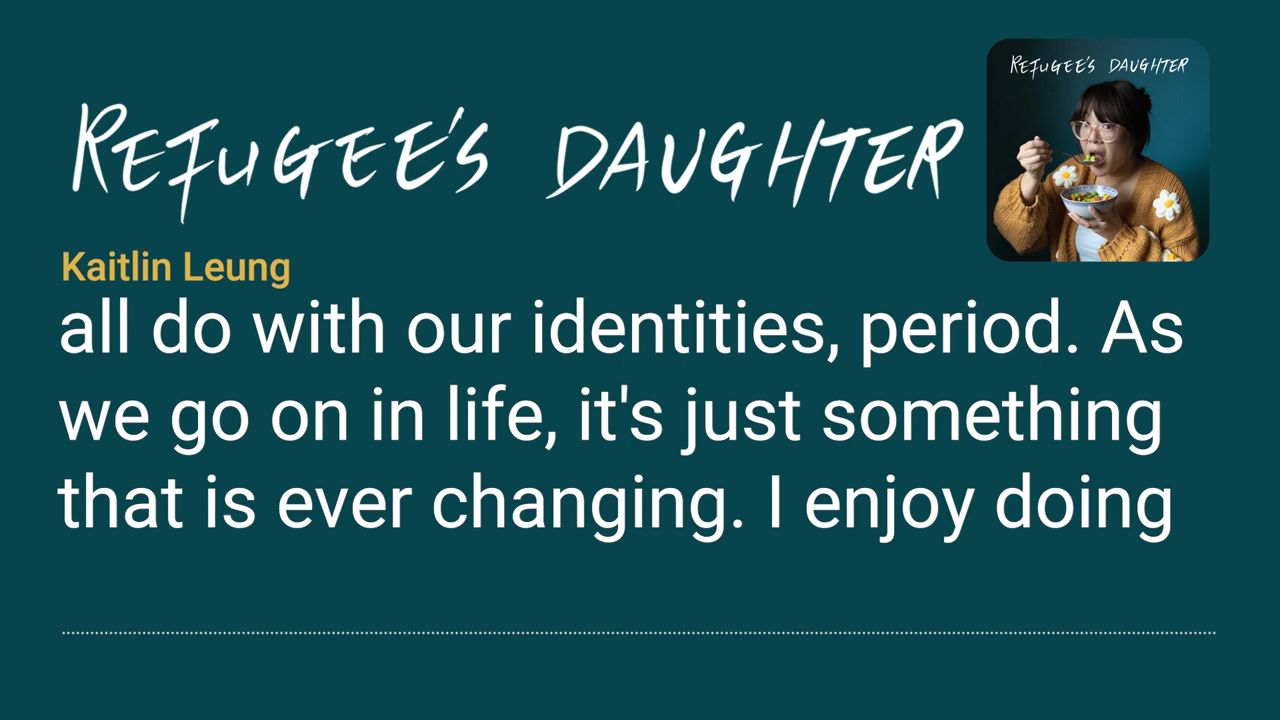 REFUGEE'S DAUGHTER
REFUGEE'S DAUGHTER
Kaitlin Leung
all do with our identities, period. As
we go on in life, it's just something
that is ever changing. I enjoy doing